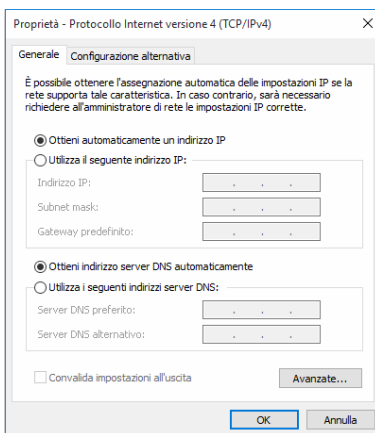 Proprietà - Protocollo Internet versione 4 (TCP/IPv4)
Generale Configurazione alternativa
È possibile ottenere l'assegnazione automatica delle impostazioni IP se la
rete supporta tale caratteristica. In caso contrario, sarà necessario
richiedere all'amministratore di rete le impostazioni IP corrette.
Ottieni automaticamente un indirizzo IP
Utilizza il seguente indirizzo IP:
Indirizzo IP:
Subnet mask:
Gateway predefinito:
Ottieni indirizzo server DNS automaticamente
Utilizza i seguenti indirizzi server DNS:
Server DNS preferito:
Server DNS alternativo:
Convalida impostazioni all'uscita
Avanzate...
OK Annulla